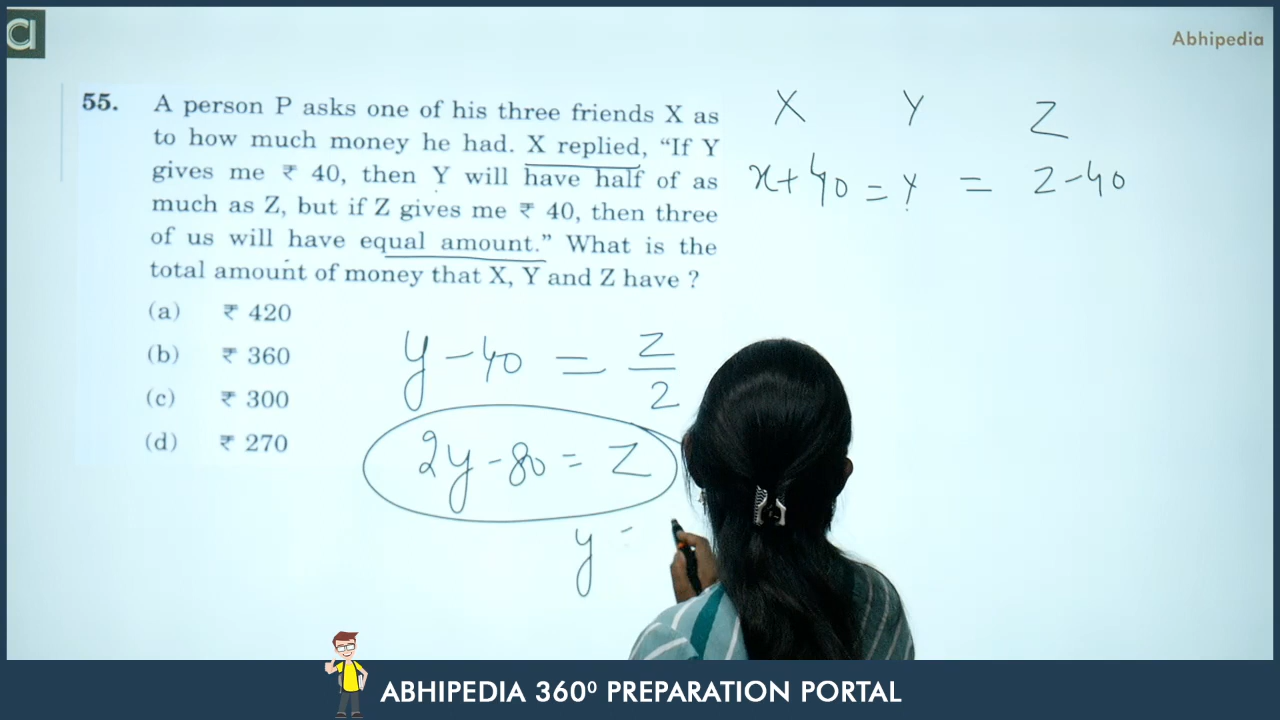 a
Abhipedia
55. A person P asks one of his three friends X as
to how much money he had. X replied, “If Y
gives me ₹ 40, then Y will have half of as
much as Z, but if Z gives me ₹ 40, then three
of us will have equal amount.” What is the
total amount of money that X, Y and Z have ?
(a) ₹ 420
(b) ₹ 360
(c) ₹ 300
(d) ₹ 270
X Y Z
x+40 = y = z-40
y-40 = z/2
2y-80 = z
y =
ABHIPEDIA 360⁰ PREPARATION PORTAL